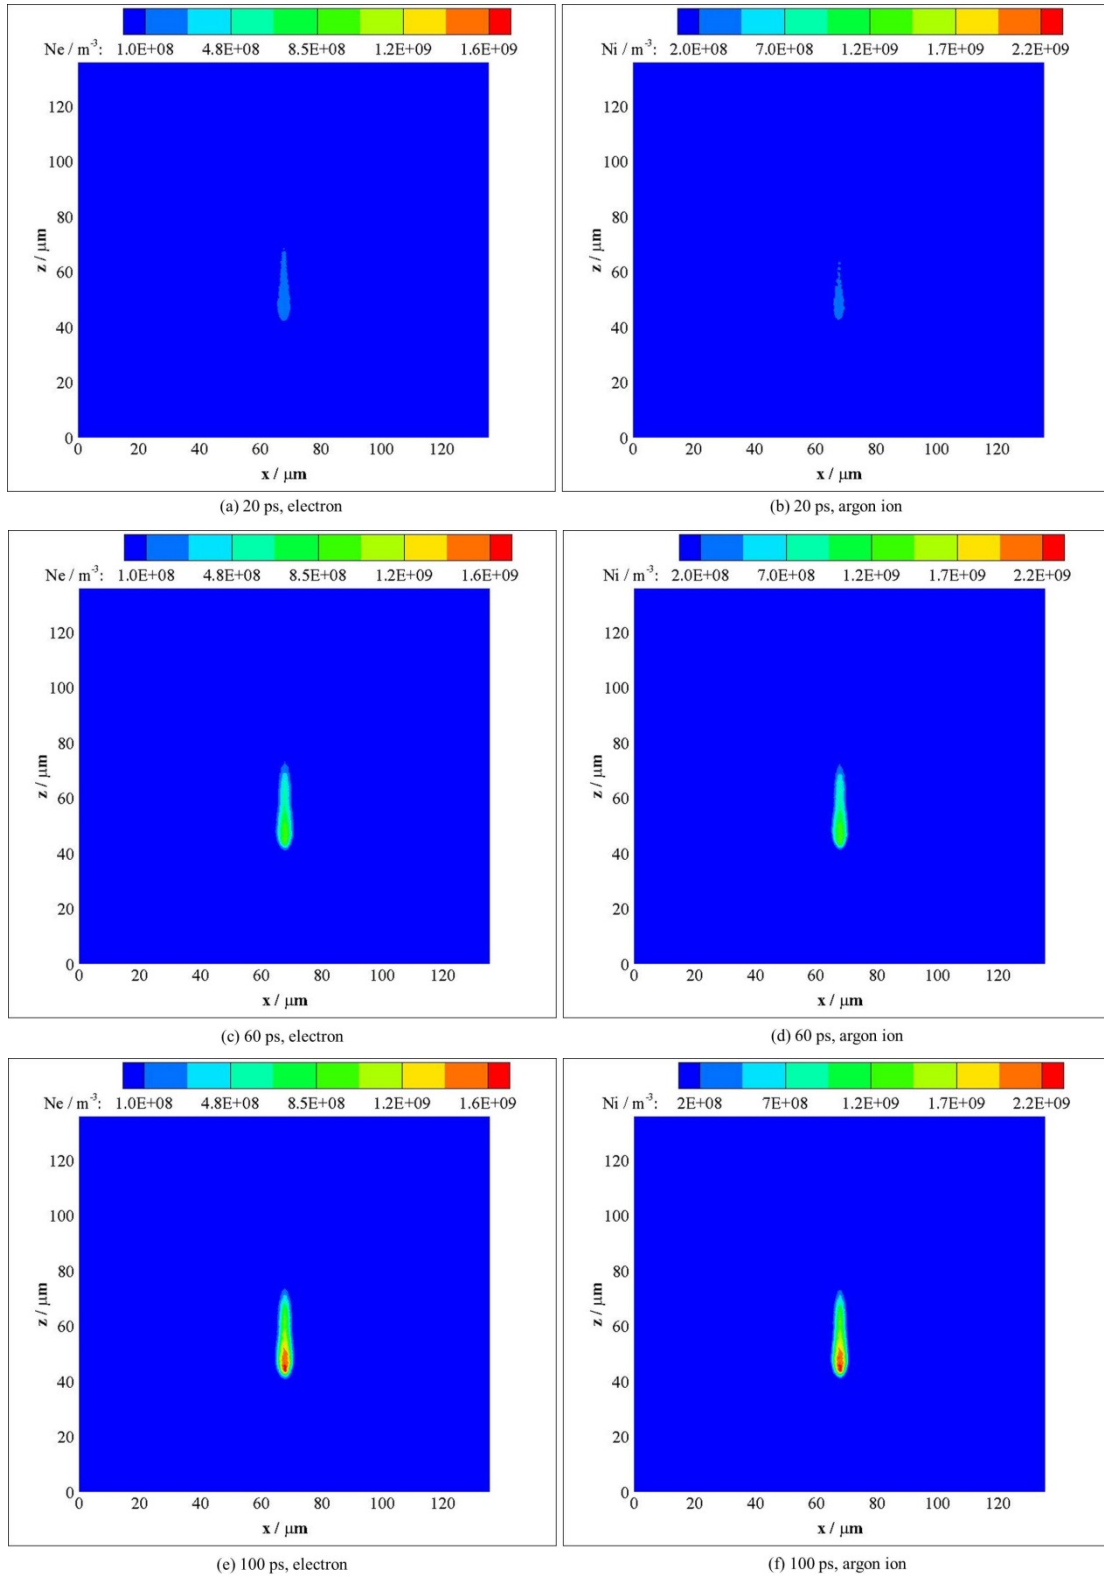 Ne / m⁻³: 1.0E+08 4.8E+08 8.5E+08 1.2E+09 1.6E+09
120
100
80
z / μm
60
40
20
0
0 20 40 60 80 100 120
x / μm
(a) 20 ps, electron
Ni / m⁻³: 2.0E+08 7.0E+08 1.2E+09 1.7E+09 2.2E+09
120
100
80
z / μm
60
40
20
0
0 20 40 60 80 100 120
x / μm
(b) 20 ps, argon ion
Ne / m⁻³: 1.0E+08 4.8E+08 8.5E+08 1.2E+09 1.6E+09
120
100
80
z / μm
60
40
20
0
0 20 40 60 80 100 120
x / μm
(c) 60 ps, electron
Ni / m⁻³: 2.0E+08 7.0E+08 1.2E+09 1.7E+09 2.2E+09
120
100
80
z / μm
60
40
20
0
0 20 40 60 80 100 120
x / μm
(d) 60 ps, argon ion
Ne / m⁻³: 1.0E+08 4.8E+08 8.5E+08 1.2E+09 1.6E+09
120
100
80
z / μm
60
40
20
0
0 20 40 60 80 100 120
x / μm
(e) 100 ps, electron
Ni / m⁻³: 2E+08 7E+08 1.2E+09 1.7E+09 2.2E+09
120
100
80
z / μm
60
40
20
0
0 20 40 60 80 100 120
x / μm
(f) 100 ps, argon ion